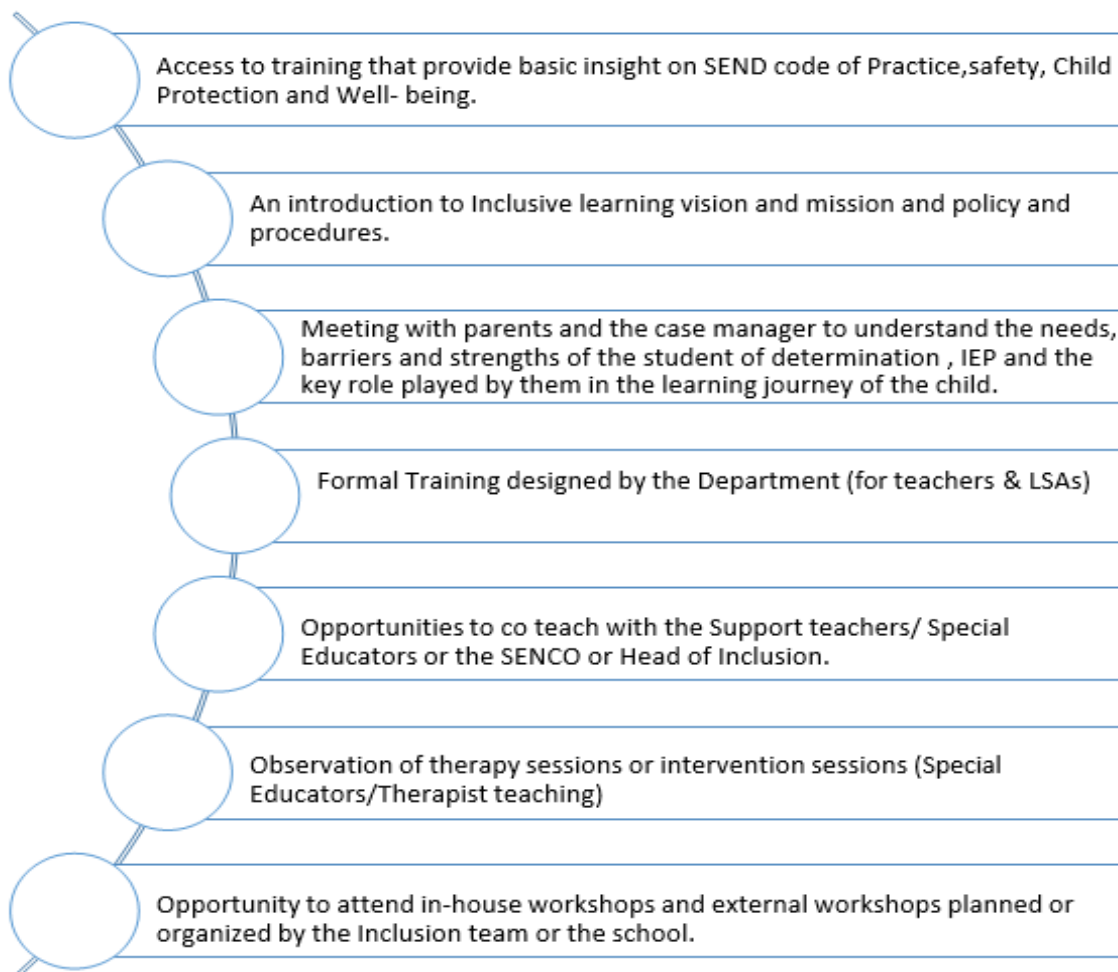 Access to training that provide basic insight on SEND code of Practice,safety, Child
Protection and Well- being.
An introduction to Inclusive learning vision and mission and policy and
procedures.
Meeting with parents and the case manager to understand the needs,
barriers and strengths of the student of determination , IEP and the
key role played by them in the learning journey of the child.
Formal Training designed by the Department (for teachers & LSAs)
Opportunities to co teach with the Support teachers/ Special
Educators or the SENCO or Head of Inclusion.
Observation of therapy sessions or intervention sessions (Special
Educators/Therapist teaching)
Opportunity to attend in-house workshops and external workshops planned or
organized by the Inclusion team or the school.